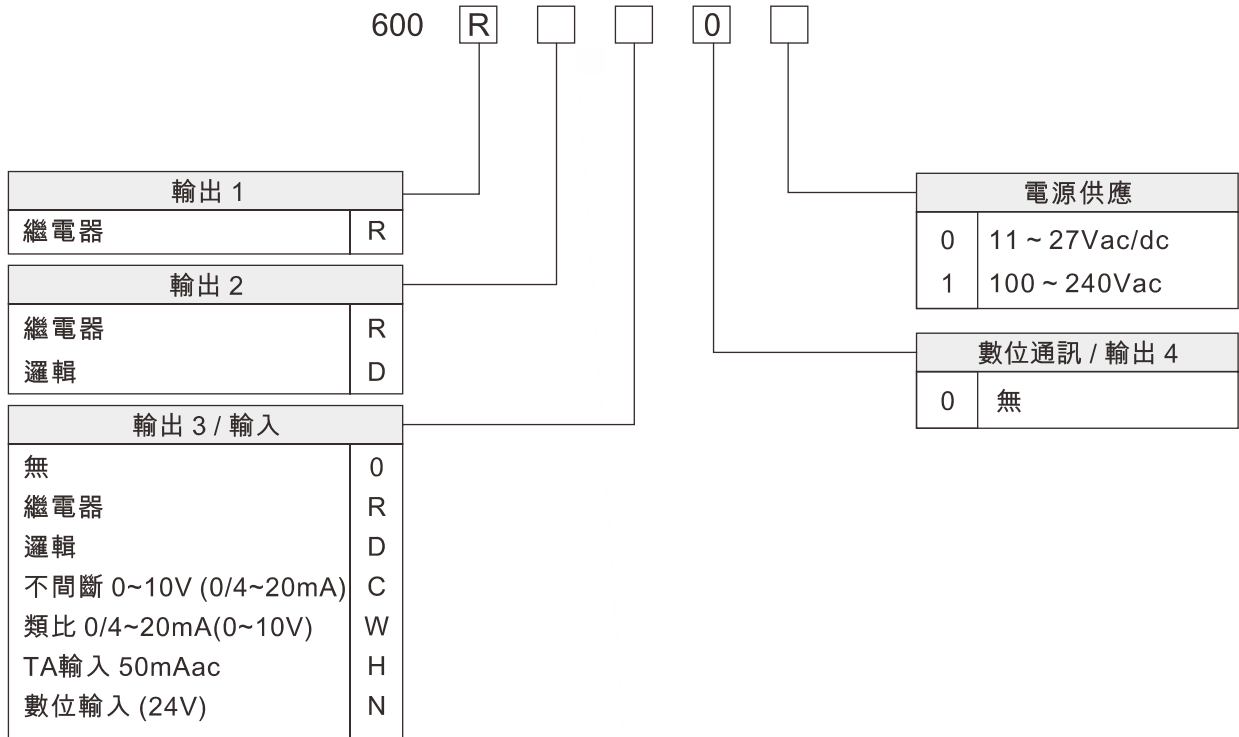 600 R 0
輸出 1
繼電器 R
輸出 2
繼電器 R
邏輯 D
輸出 3 / 輸入
無 0
繼電器 R
邏輯 D
不間斷 0~10V (0/4~20mA) C
類比 0/4~20mA(0~10V) W
TA輸入 50mAac H
數位輸入 (24V) N
電源供應
0 11 ~ 27Vac/dc
1 100 ~ 240Vac
數位通訊 / 輸出 4
0 無